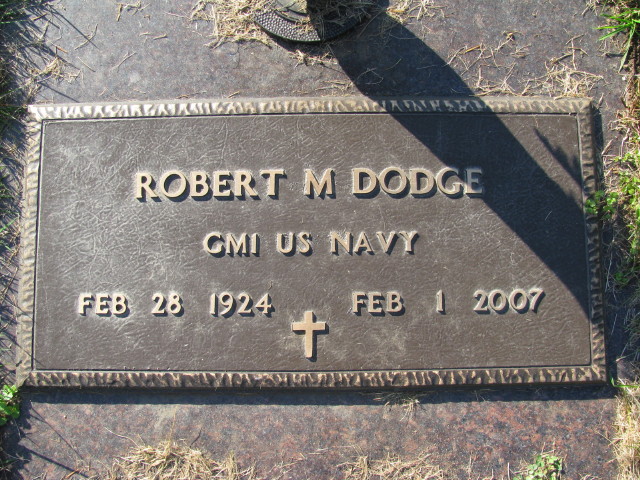 ROBERT M DODGE
GM1 US NAVY
FEB 28 1924 FEB 1 2007